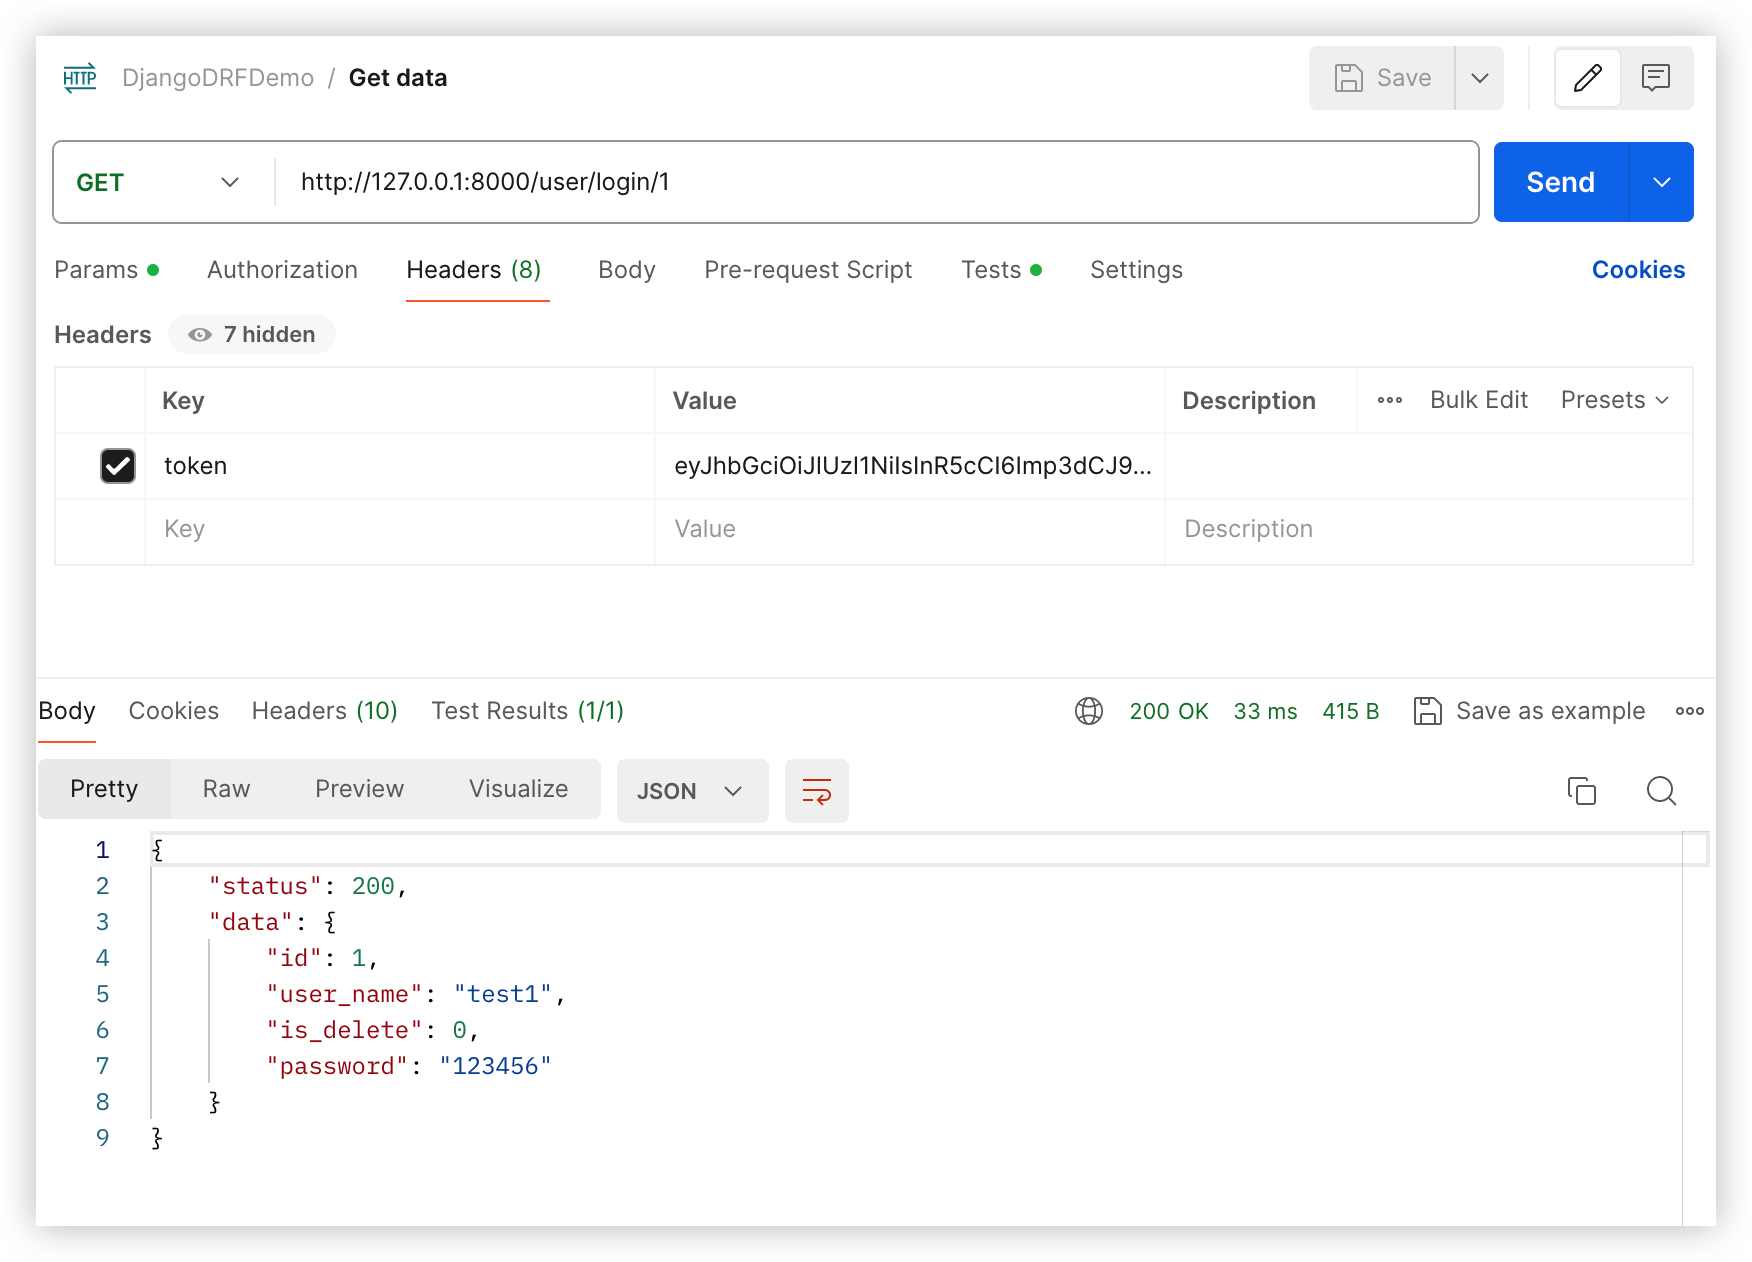 HTTP DjangoDRFDemo / Get data Save
GET http://127.0.0.1:8000/user/login/1 Send
Params Authorization Headers (8) Body Pre-request Script Tests Settings Cookies
Headers 7 hidden
Key Value Description Bulk Edit Presets
token eyJhbGciOiJIUzI1NiIsInR5cCI6Imp3dCJ9...
Key Value Description
Body Cookies Headers (10) Test Results (1/1) 200 OK 33 ms 415 B Save as example
Pretty Raw Preview Visualize JSON
1 {
2 "status": 200,
3 "data": {
4 "id": 1,
5 "user_name": "test1",
6 "is_delete": 0,
7 "password": "123456"
8 }
9 }